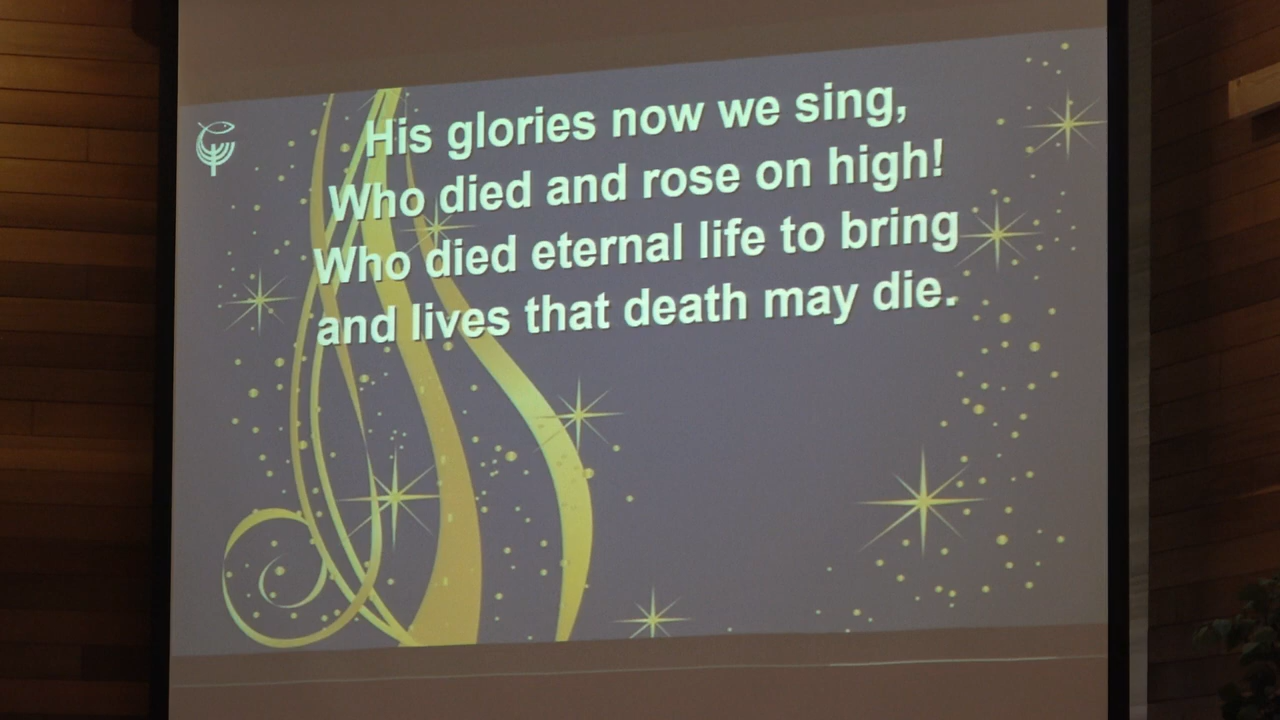 His glories now we sing,
Who died and rose on high!
Who died eternal life to bring
and lives that death may die.